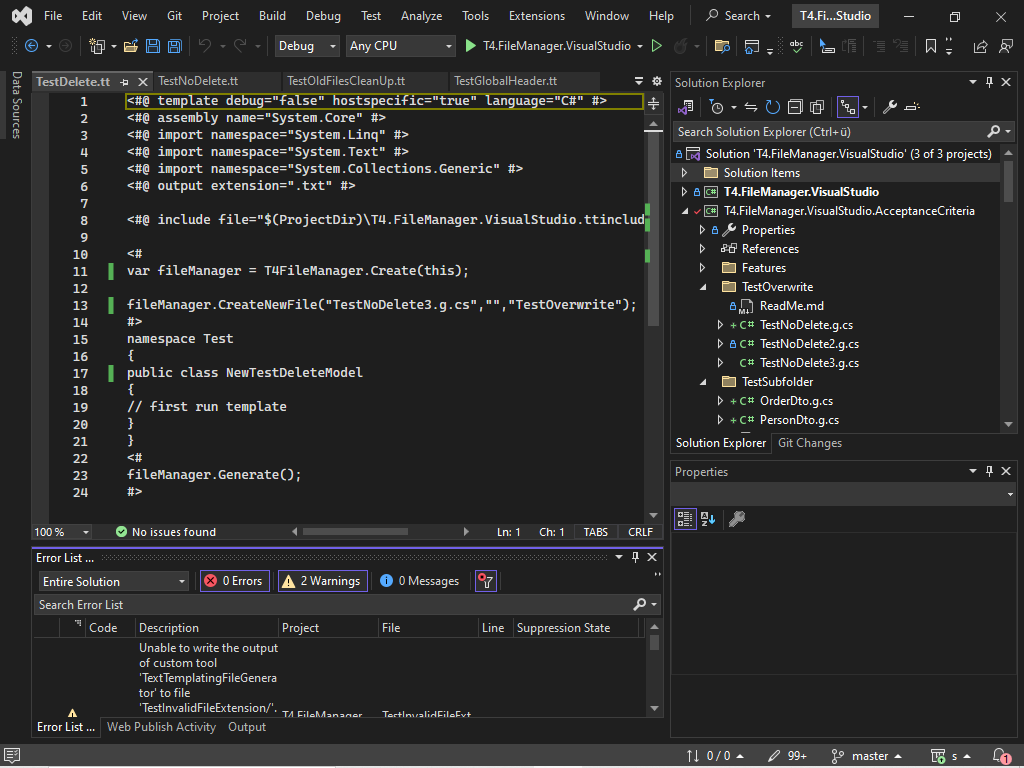 File Edit View Git Project Build Debug Test Analyze Tools Extensions Window Help Search T4.Fi...Studio
Debug Any CPU T4.FileManager.VisualStudio
Data Sources
TestDelete.tt TestNoDelete.tt TestOldFilesCleanUp.tt TestGlobalHeader.tt
1 <#@ template debug="false" hostspecific="true" language="C#" #>
2 <#@ assembly name="System.Core" #>
3 <#@ import namespace="System.Linq" #>
4 <#@ import namespace="System.Text" #>
5 <#@ import namespace="System.Collections.Generic" #>
6 <#@ output extension=".txt" #>
7
8 <#@ include file="$(ProjectDir)\T4.FileManager.VisualStudio.ttinclud
9
10 <#
11 var fileManager = T4FileManager.Create(this);
12
13 fileManager.CreateNewFile("TestNoDelete3.g.cs","","TestOverwrite");
14 #>
15 namespace Test
16 {
17 public class NewTestDeleteModel
18 {
19 // first run template
20 }
21 }
22 <#
23 fileManager.Generate();
24 #>
100 % No issues found Ln: 1 Ch: 1 TABS CRLF
Error List ...
Entire Solution 0 Errors 2 Warnings 0 Messages
Search Error List
Code Description Project File Line Suppression State
Unable to write the output
of custom tool
'TextTemplatingFileGenera
tor' to file
'TestInvalidFileExtension/'.
T4.FileManager TestInvalidFileExt
Error List ... Web Publish Activity Output
Solution Explorer
Search Solution Explorer (Ctrl+ü)
Solution 'T4.FileManager.VisualStudio' (3 of 3 projects)
Solution Items
C# T4.FileManager.VisualStudio
C# T4.FileManager.VisualStudio.AcceptanceCriteria
Properties
References
Features
TestOverwrite
M↓ ReadMe.md
+ C# TestNoDelete.g.cs
C# TestNoDelete2.g.cs
C# TestNoDelete3.g.cs
TestSubfolder
+ C# OrderDto.g.cs
+ C# PersonDto.g.cs
Solution Explorer Git Changes
Properties
0 / 0 99+ master s 1